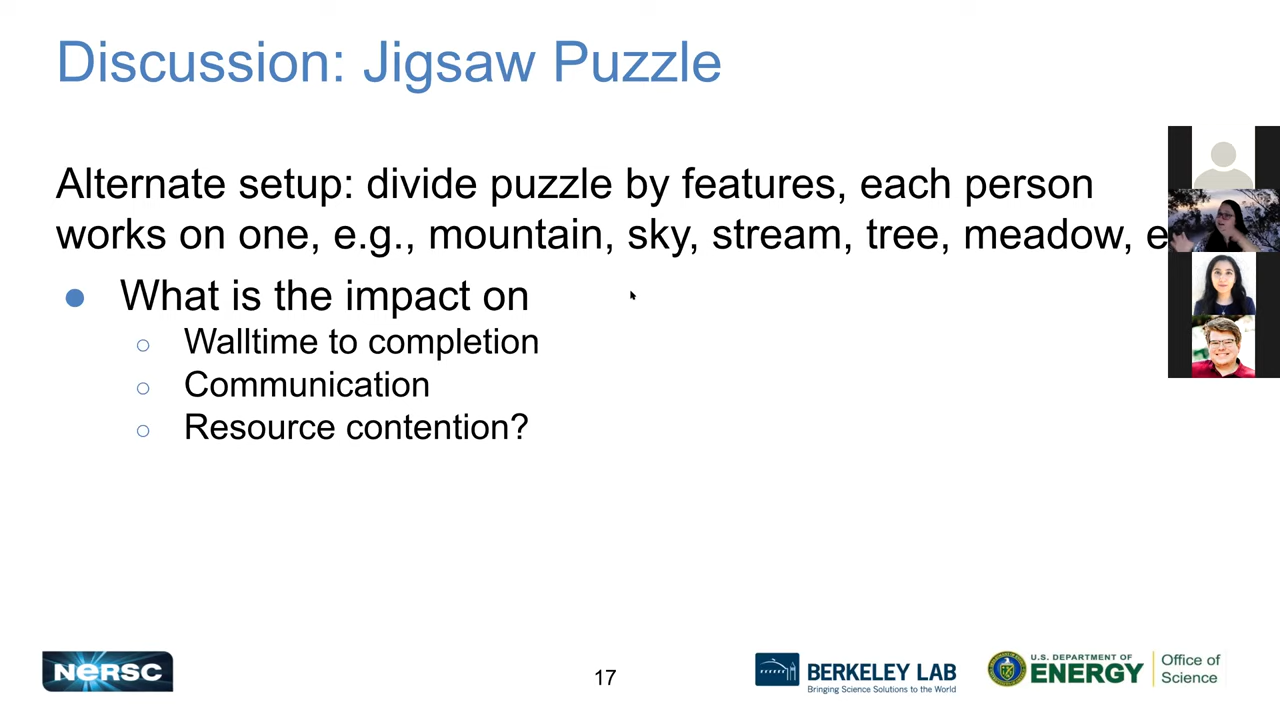 Discussion: Jigsaw Puzzle
Alternate setup: divide puzzle by features, each person
works on one, e.g., mountain, sky, stream, tree, meadow, e
What is the impact on
Walltime to completion
Communication
Resource contention?
NERSC
17
BERKELEY LAB
Bringing Science Solutions to the World
U.S. DEPARTMENT OF
ENERGY
Office of
Science